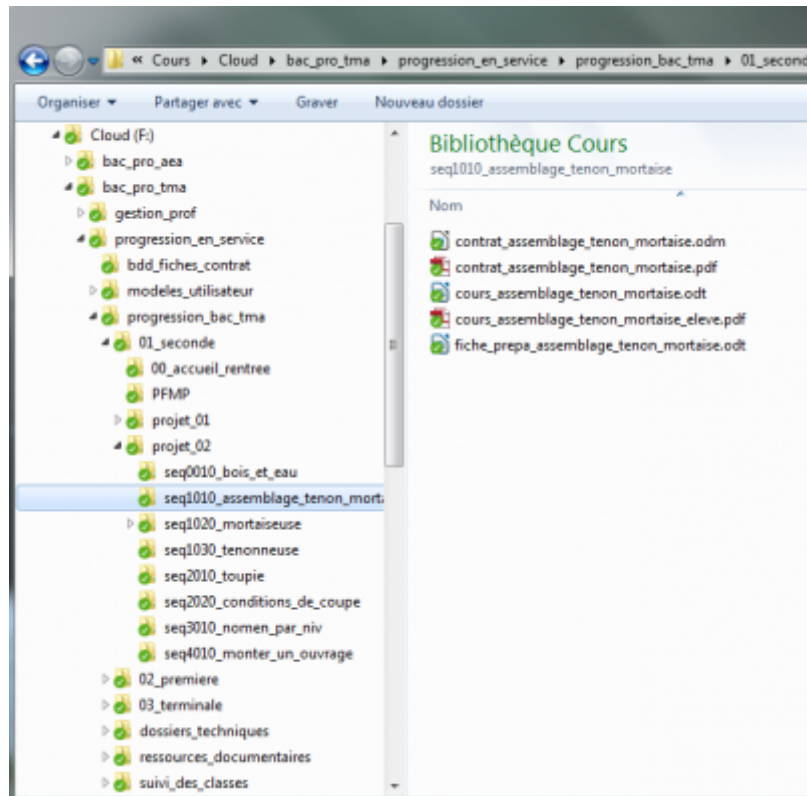 « Cours ▸ Cloud ▸ bac_pro_tma ▸ progression_en_service ▸ progression_bac_tma ▸ 01_second
Organiser ▾ Partager avec ▾ Graver Nouveau dossier
Cloud (F:)
bac_pro_aea
bac_pro_tma
gestion_prof
progression_en_service
bdd_fiches_contrat
modeles_utilisateur
progression_bac_tma
01_seconde
00_accueil_rentree
PFMP
projet_01
projet_02
seq0010_bois_et_eau
seq1010_assemblage_tenon_morta
seq1020_mortaiseuse
seq1030_tenonneuse
seq2010_toupie
seq2020_conditions_de_coupe
seq3010_nomen_par_niv
seq4010_monter_un_ouvrage
02_premiere
03_terminale
dossiers_techniques
ressources_documentaires
suivi_des_classes
Bibliothèque Cours
seq1010_assemblage_tenon_mortaise
Nom
contrat_assemblage_tenon_mortaise.odm
contrat_assemblage_tenon_mortaise.pdf
cours_assemblage_tenon_mortaise.odt
cours_assemblage_tenon_mortaise_eleve.pdf
fiche_prepa_assemblage_tenon_mortaise.odt